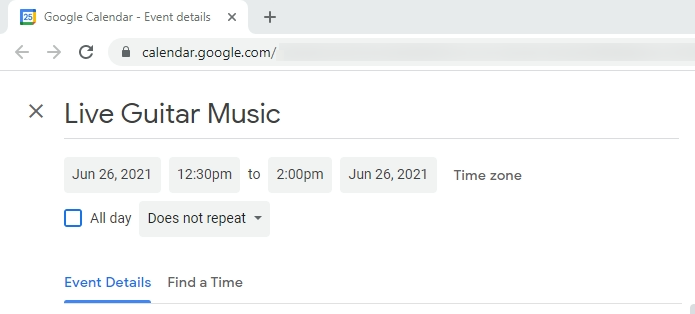 25 Google Calendar - Event details
calendar.google.com/
Live Guitar Music
Jun 26, 2021 12:30pm to 2:00pm Jun 26, 2021 Time zone
All day Does not repeat
Event Details Find a Time